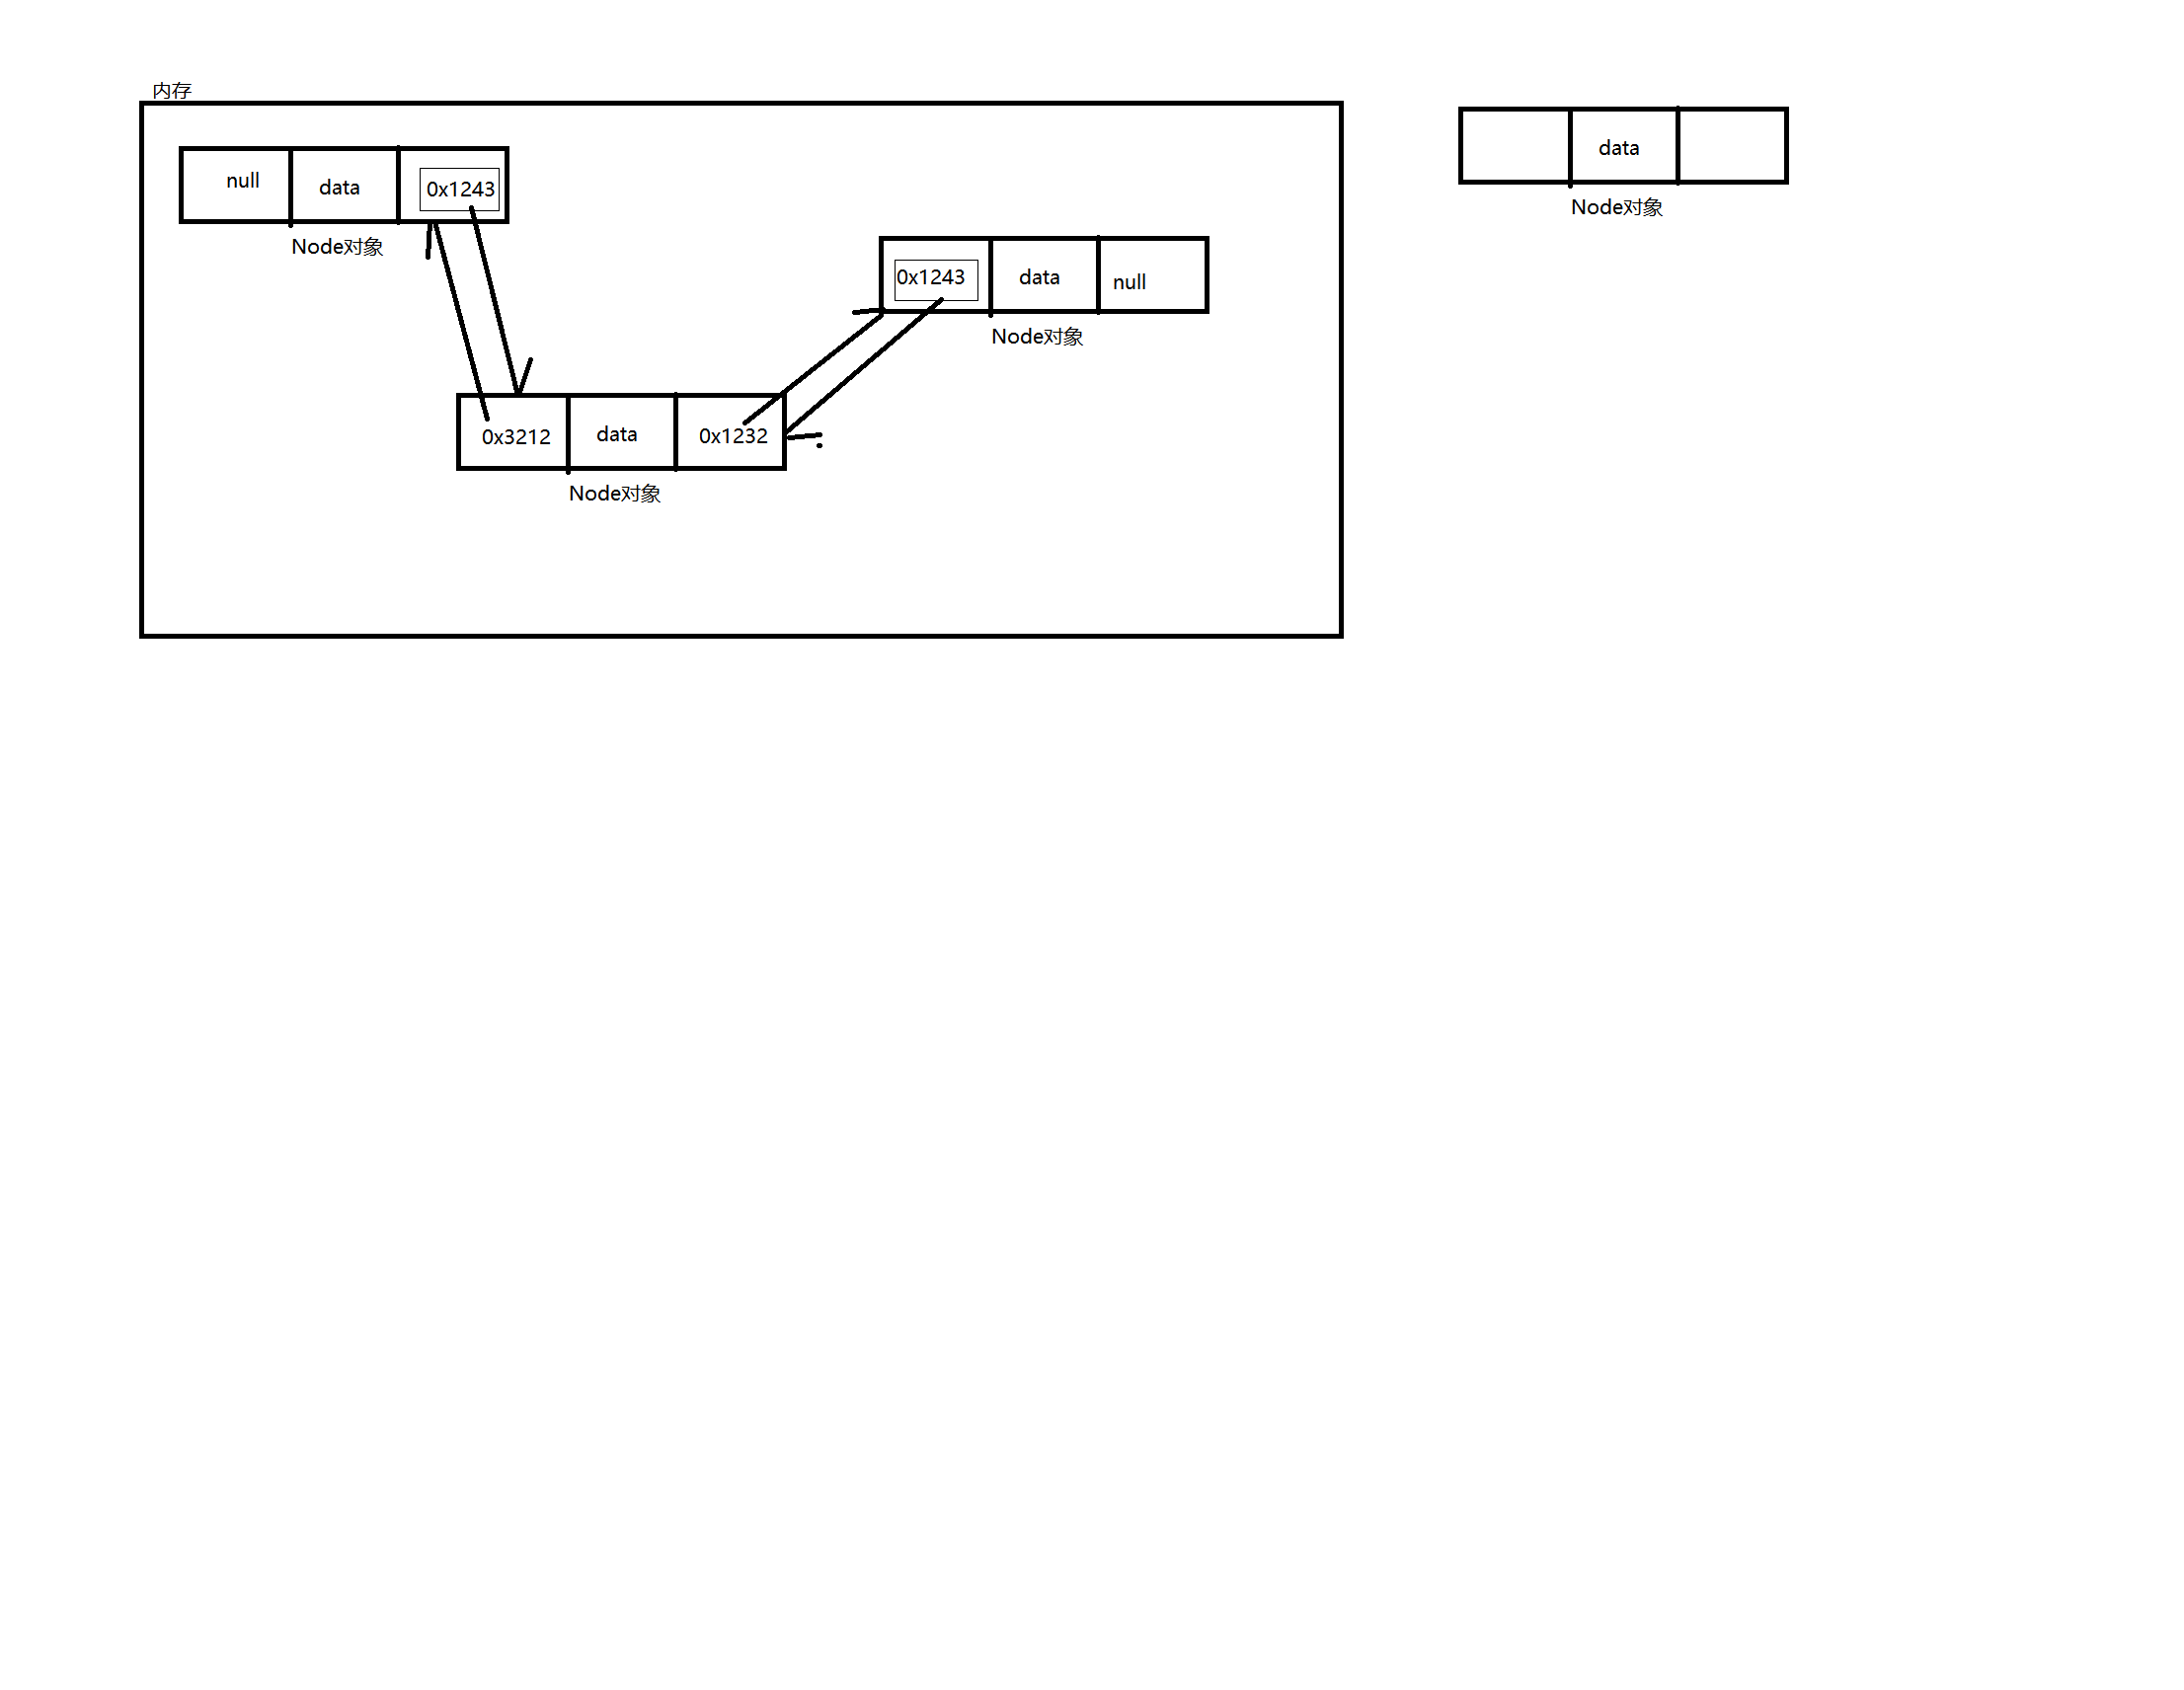 内存
null data 0x1243
Node对象
0x1243 data null
Node对象
0x3212 data 0x1232
Node对象
data
Node对象